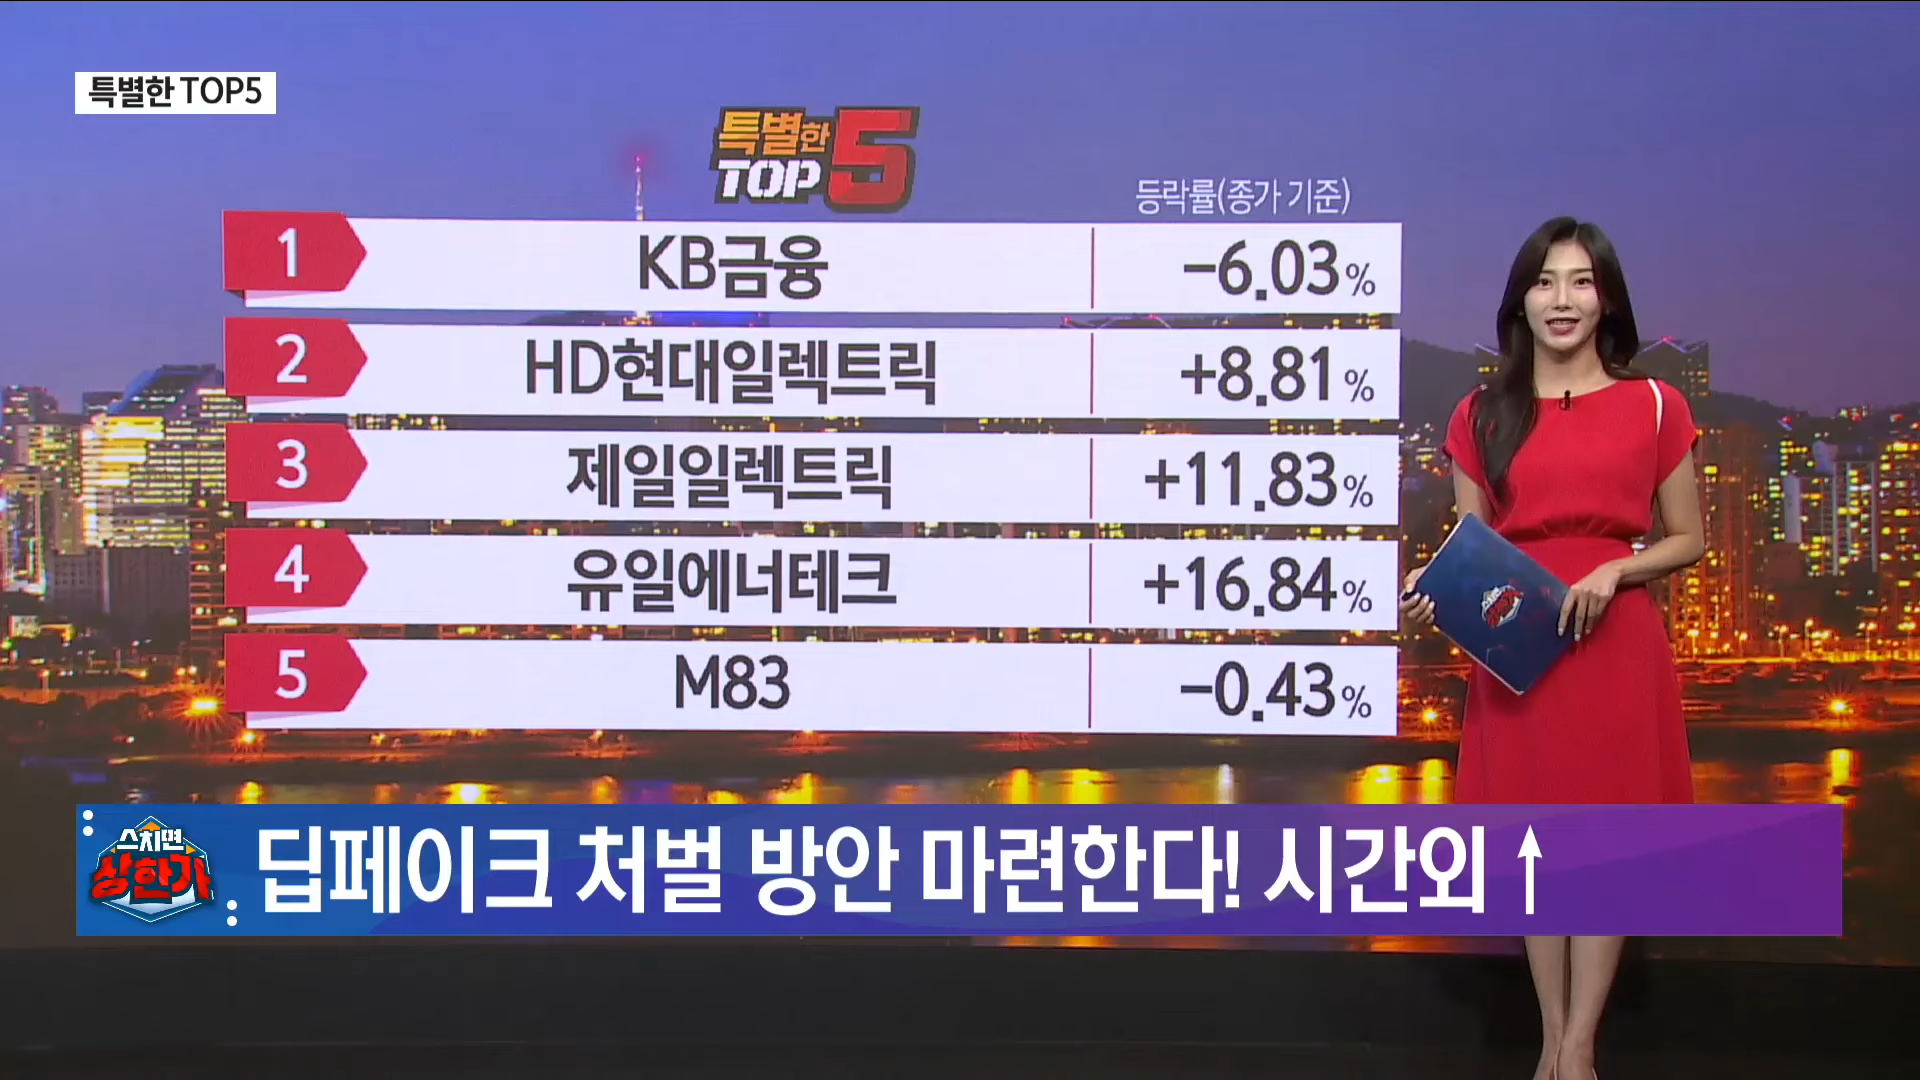 특별한 TOP5
특별한
TOP 5
등락률(종가 기준)
1 KB금융 -6.03%
2 HD현대일렉트릭 +8.81%
3 제일일렉트릭 +11.83%
4 유일에너테크 +16.84%
5 M83 -0.43%
스치면
상한가
딥페이크 처벌 방안 마련한다! 시간외↑